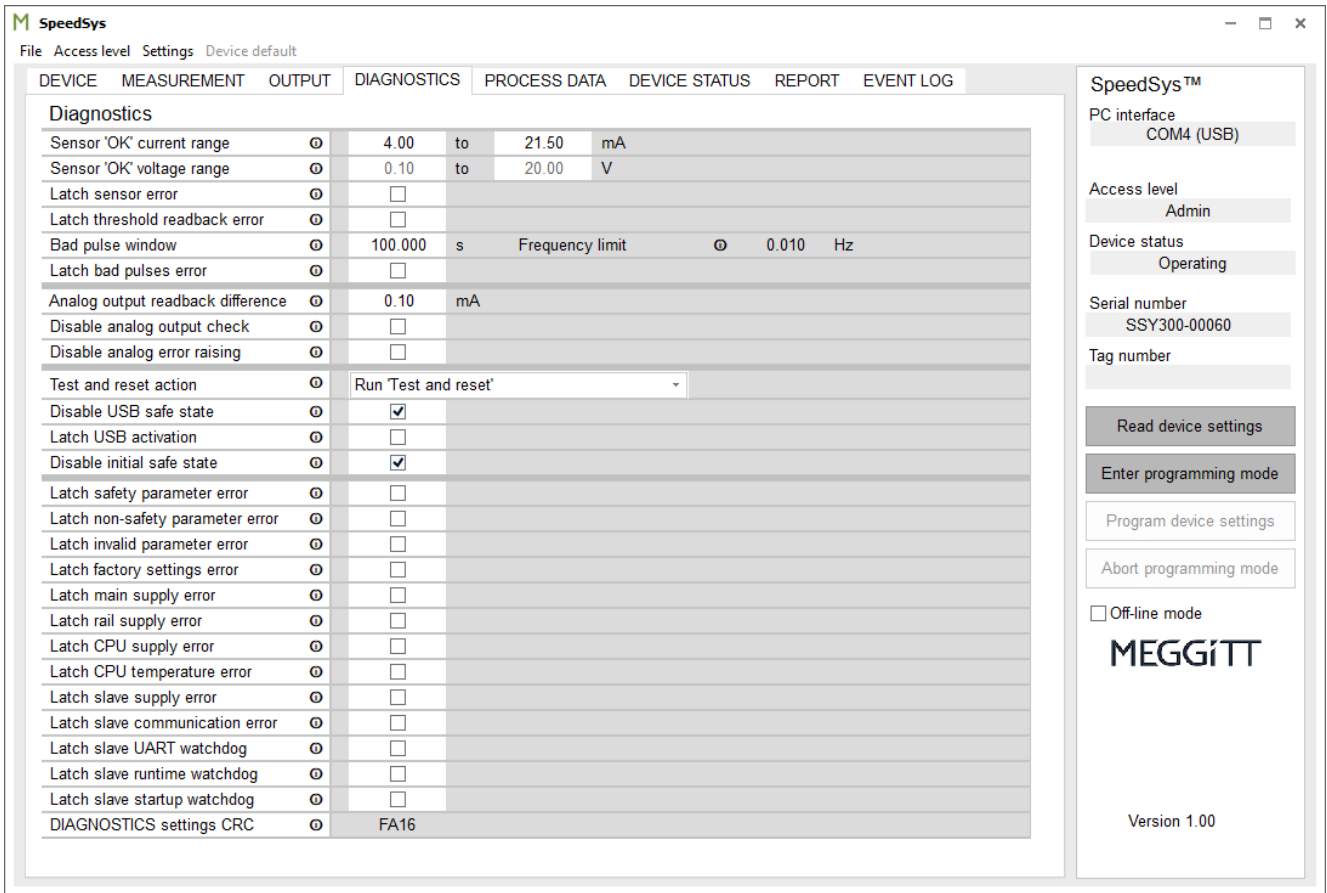 SpeedSys
File Access level Settings Device default
DEVICE MEASUREMENT OUTPUT DIAGNOSTICS PROCESS DATA DEVICE STATUS REPORT EVENT LOG
Diagnostics
Sensor 'OK' current range 4.00 to 21.50 mA
Sensor 'OK' voltage range 0.10 to 20.00 V
Latch sensor error
Latch threshold readback error
Bad pulse window 100.000 s Frequency limit 0.010 Hz
Latch bad pulses error
Analog output readback difference 0.10 mA
Disable analog output check
Disable analog error raising
Test and reset action Run 'Test and reset'
Disable USB safe state
Latch USB activation
Disable initial safe state
Latch safety parameter error
Latch non-safety parameter error
Latch invalid parameter error
Latch factory settings error
Latch main supply error
Latch rail supply error
Latch CPU supply error
Latch CPU temperature error
Latch slave supply error
Latch slave communication error
Latch slave UART watchdog
Latch slave runtime watchdog
Latch slave startup watchdog
DIAGNOSTICS settings CRC FA16
SpeedSys™
PC interface
COM4 (USB)
Access level
Admin
Device status
Operating
Serial number
SSY300-00060
Tag number
Read device settings
Enter programming mode
Program device settings
Abort programming mode
Off-line mode
MEGGiTT
Version 1.00